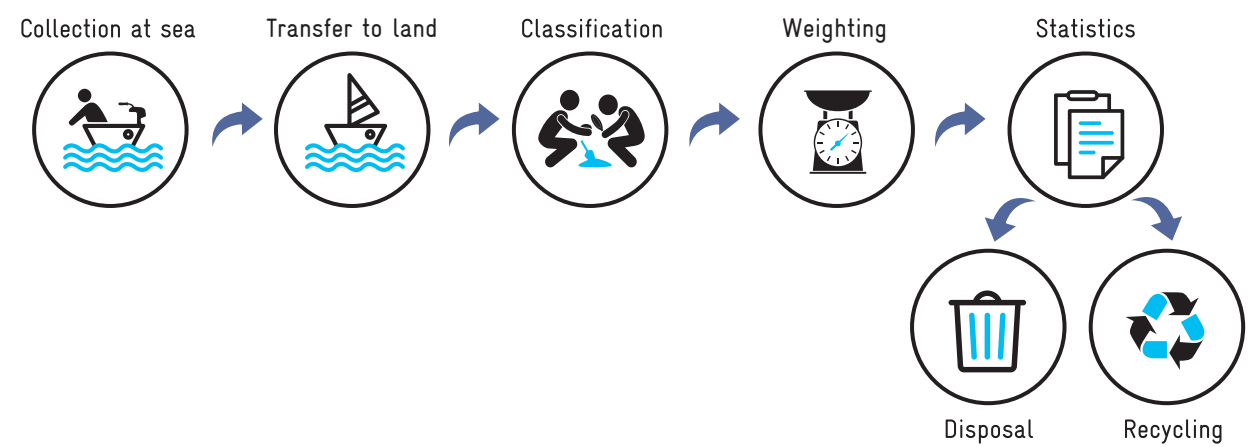 Collection at sea
Transfer to land
Classification
Weighting
Statistics
Disposal
Recycling